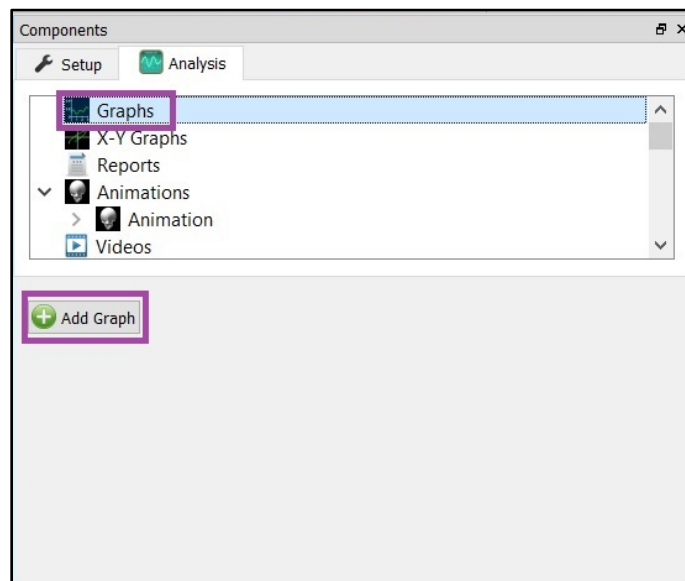 Components
Setup
Analysis
Graphs
X-Y Graphs
Reports
Animations
Animation
Videos
Add Graph